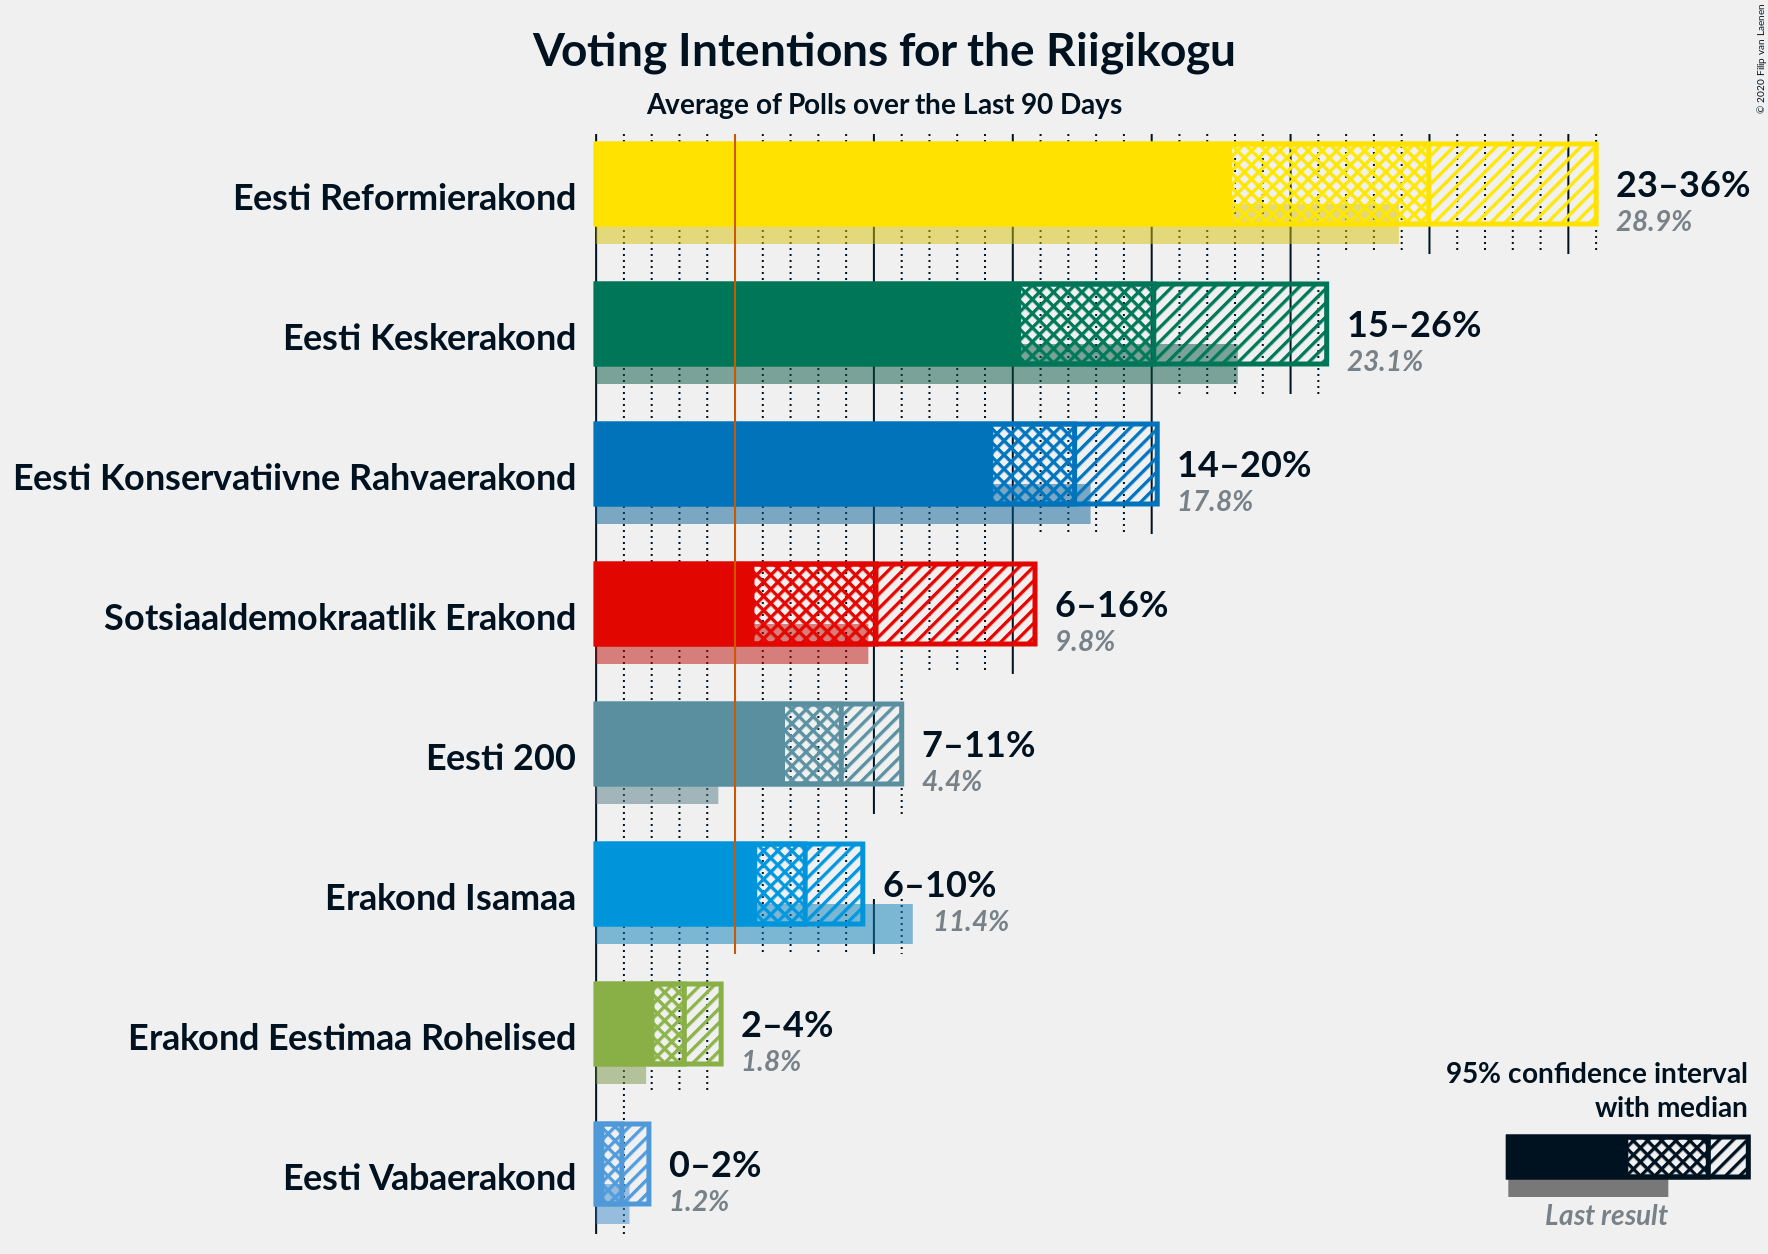 Voting Intentions for the Riigikogu
Average of Polls over the Last 90 Days
© 2020 Filip van Laenen
Eesti Reformierakond
23–36%
28.9%
Eesti Keskerakond
15–26%
23.1%
Eesti Konservatiivne Rahvaerakond
14–20%
17.8%
Sotsiaaldemokraatlik Erakond
6–16%
9.8%
Eesti 200
7–11%
4.4%
Erakond Isamaa
6–10%
11.4%
Erakond Eestimaa Rohelised
2–4%
1.8%
Eesti Vabaerakond
0–2%
1.2%
95% confidence interval
with median
Last result